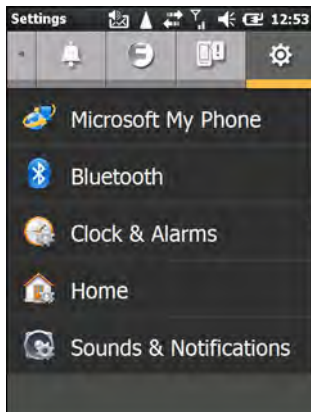 Settings 12:53
Microsoft My Phone
Bluetooth
Clock & Alarms
Home
Sounds & Notifications